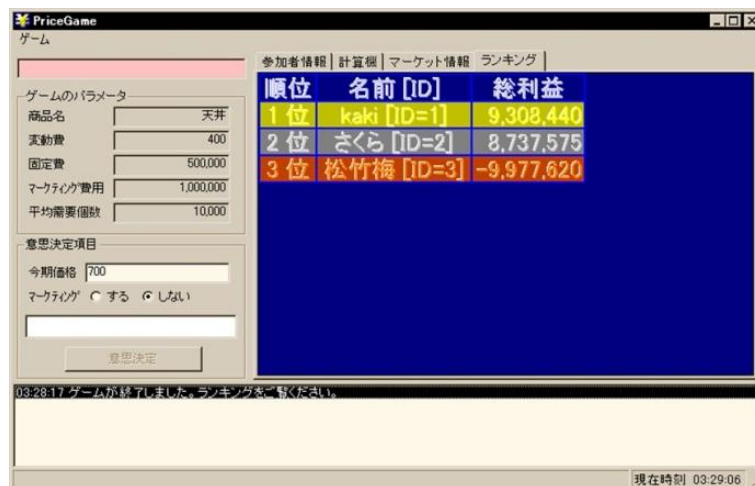 PriceGame
ゲーム
参加者情報 計算機 マーケット情報 ランキング
ゲームのパラメータ
商品名 天丼
変動費 400
固定費 500,000
マーケティング費用 1,000,000
平均需要個数 10,000
意思決定項目
今期価格 700
マーケティング する しない
意思決定
順位 名前 [ID] 総利益
1 位 kaki [ID=1] 9,308,440
2 位 さくら [ID=2] 8,737,575
3 位 松竹梅 [ID=3] -9,977,620
03:28:17 ゲームが終了しました。ランキングをご覧ください。
現在時刻 03:29:06